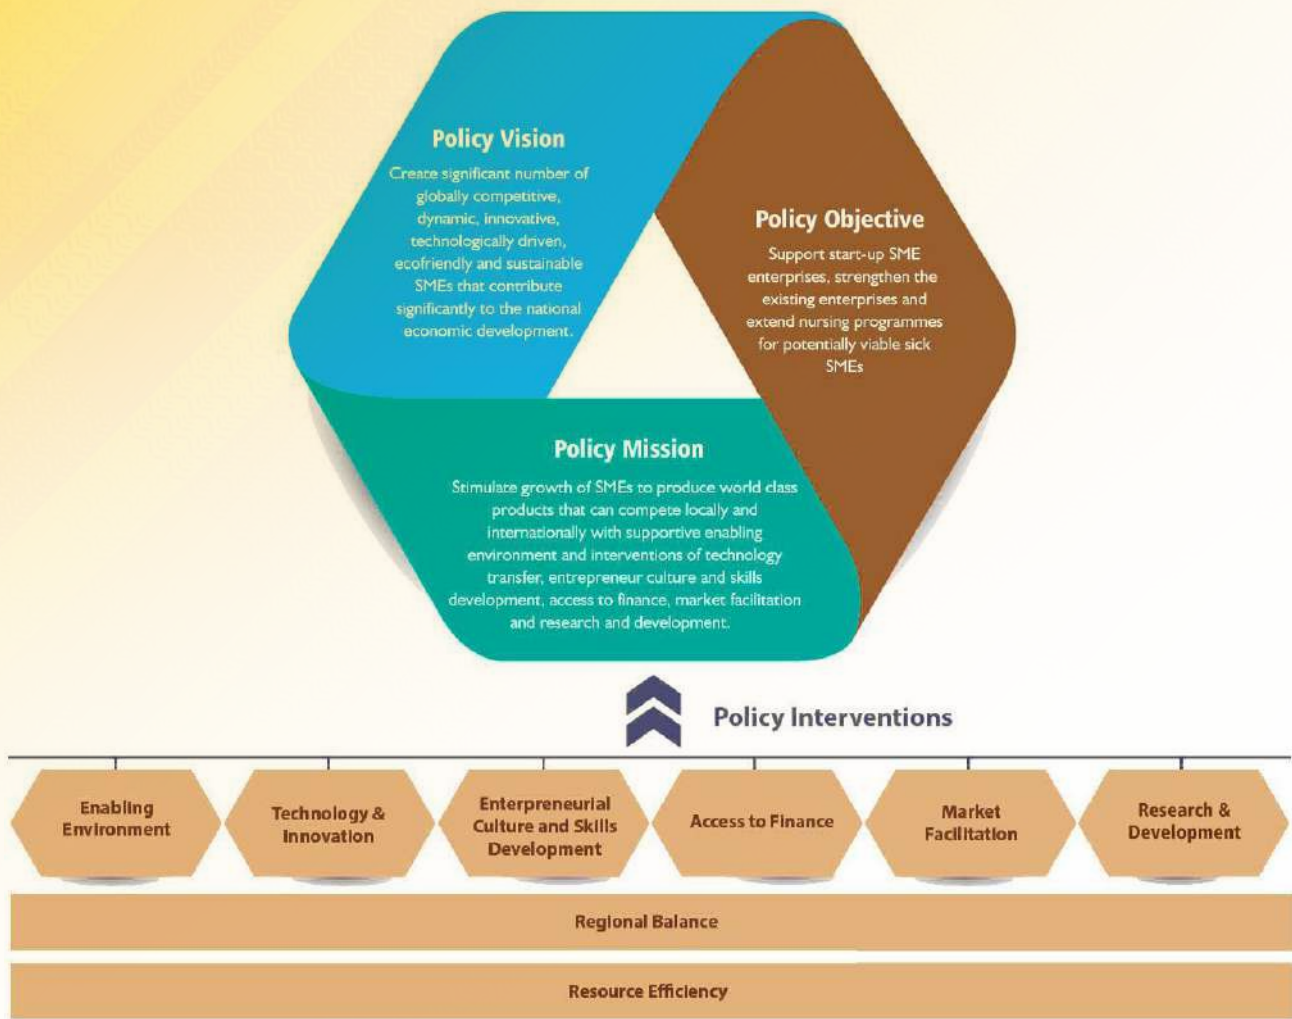 Policy Vision
Create significant number of
globally competitive,
dynamic, innovative,
technologically driven,
ecofriendly and sustainable
SMEs that contribute
significantly to the national
economic development.
Policy Objective
Support start-up SME
enterprises, strengthen the
existing enterprises and
extend nursing programmes
for potentially viable sick
SMEs
Policy Mission
Stimulate growth of SMEs to produce world class
products that can compete locally and
internationally with supportive enabling
environment and interventions of technology
transfer, entrepreneur culture and skills
development, access to finance, market facilitation
and research and development.
Policy Interventions
Enabling
Environment
Technology &
Innovation
Enterpreneurial
Culture and Skills
Development
Access to Finance
Market
Facilitation
Research &
Development
Regional Balance
Resource Efficiency